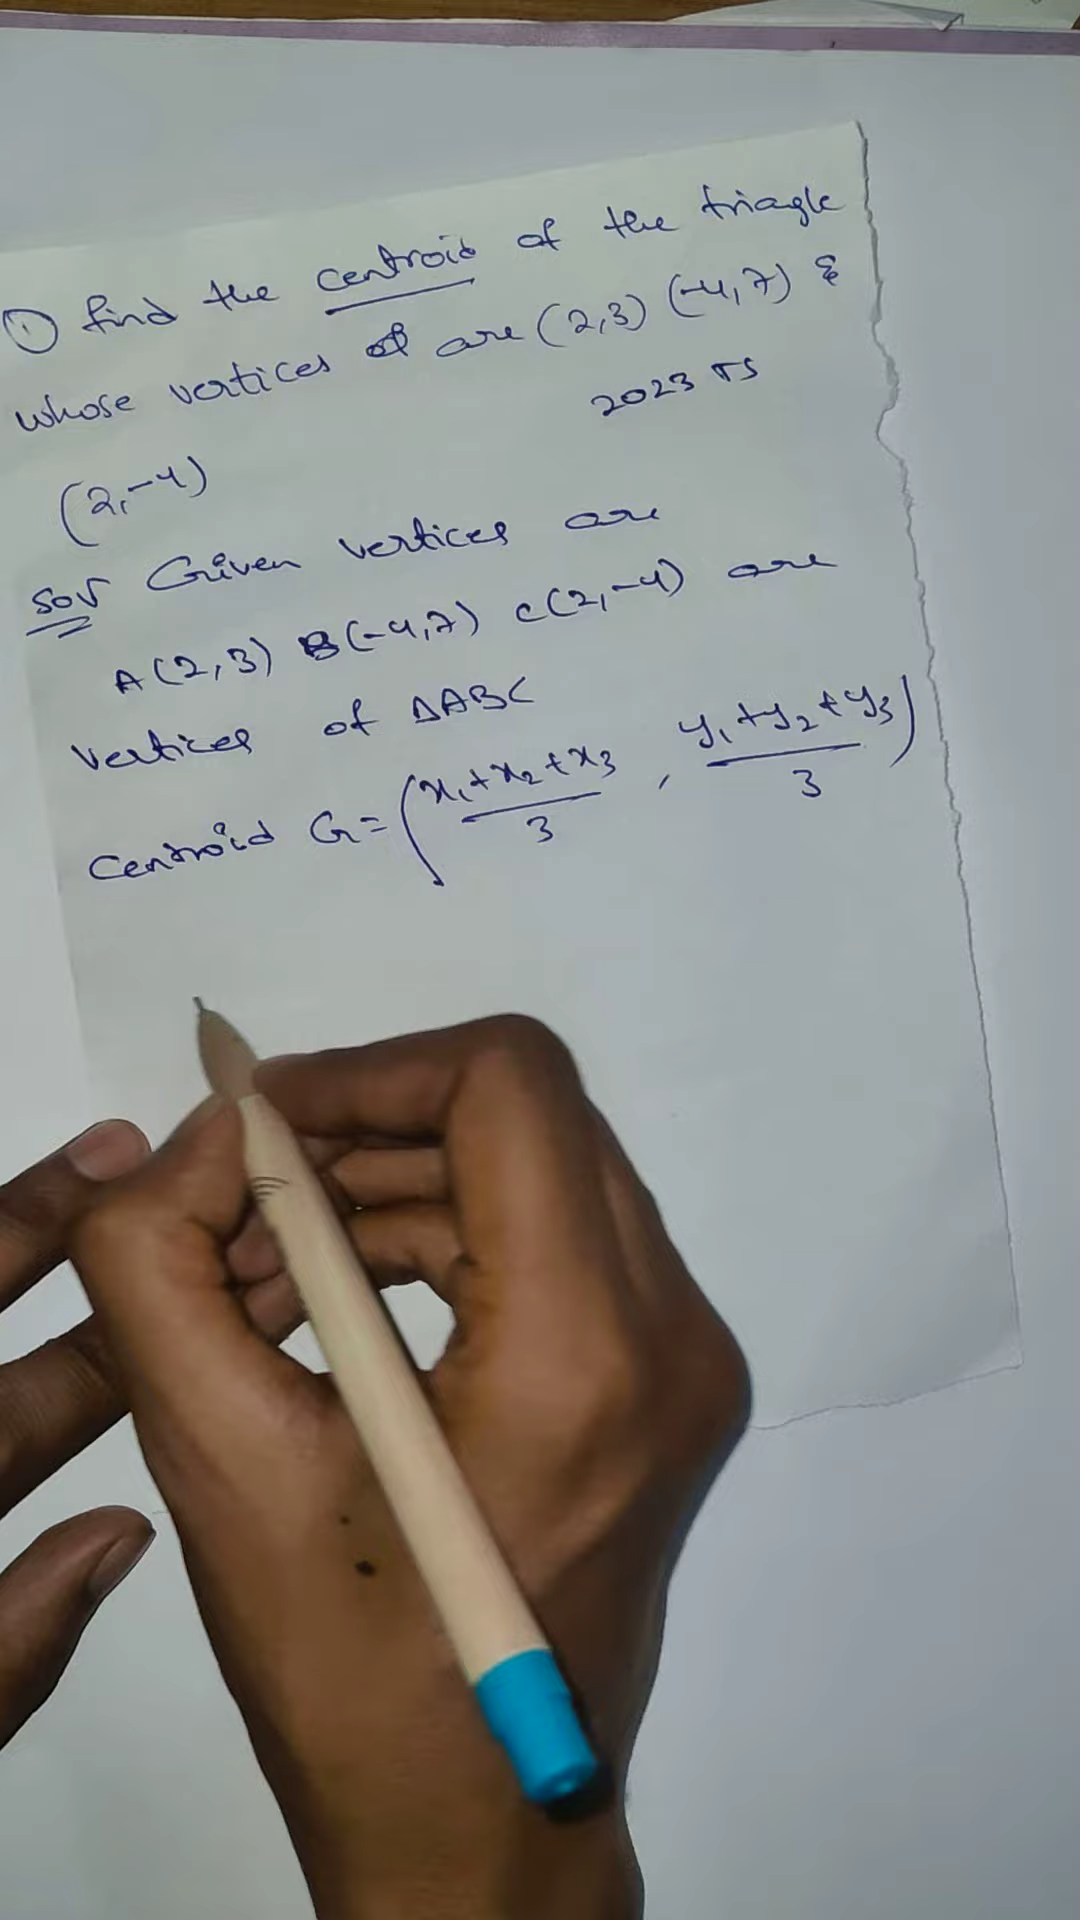 ① find the centroid of the triagle
whose vertices are (2,3) (-4,7) &
2023 TS
(2,-4)
Sol Given vertices are
A(2,3) B(-4,7) C(2,-4) are
vertices of ΔABC
Centroid G=(x₁+x₂+x₃/3, y₁+y₂+y₃/3)